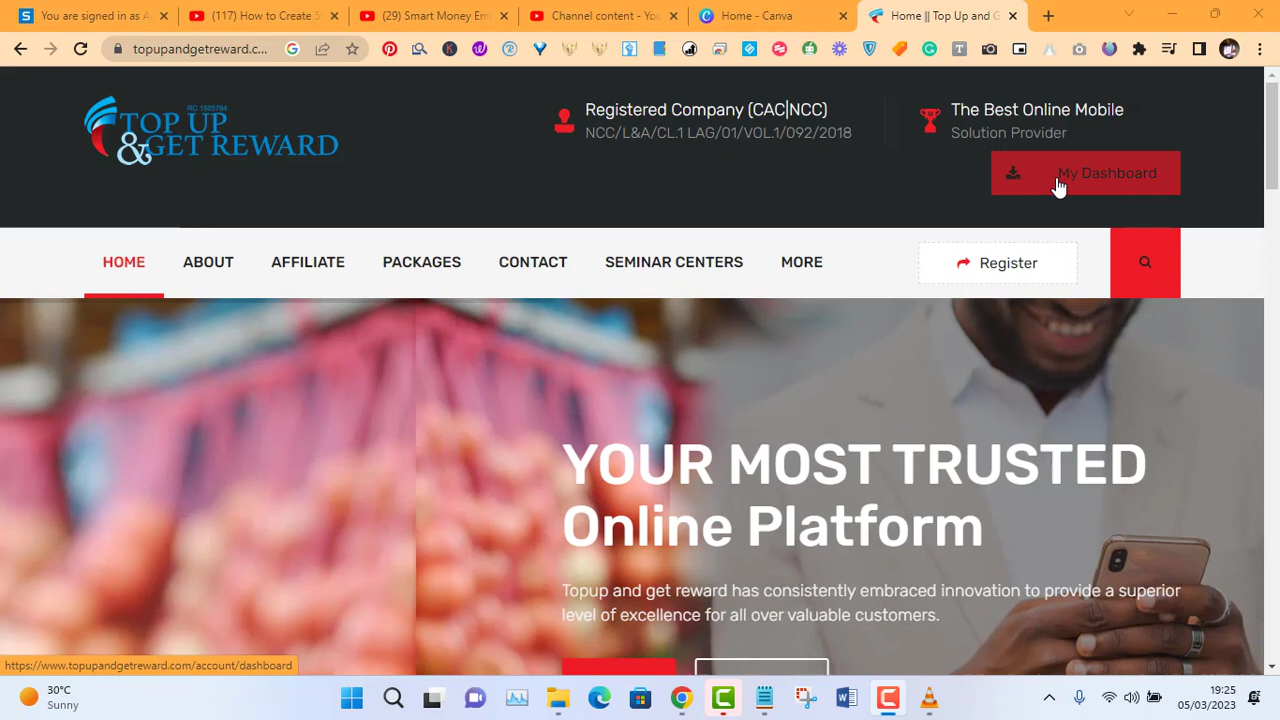 You are signed in as A
(117) How to Create 5
(29) Smart Money Em
Channel content - You
Home - Canva
Home || Top Up and G
topupandgetreward.c...
RC 1505794
TOP UP
&GET REWARD
Registered Company (CAC|NCC)
NCC/L&A/CL.1 LAG/01/VOL.1/092/2018
The Best Online Mobile
Solution Provider
My Dashboard
HOME
ABOUT
AFFILIATE
PACKAGES
CONTACT
SEMINAR CENTERS
MORE
Register
YOUR MOST TRUSTED
Online Platform
Topup and get reward has consistently embraced innovation to provide a superior
level of excellence for all over valuable customers.
https://www.topupandgetreward.com/account/dashboard
30°C
Sunny
19:25
05/03/2023